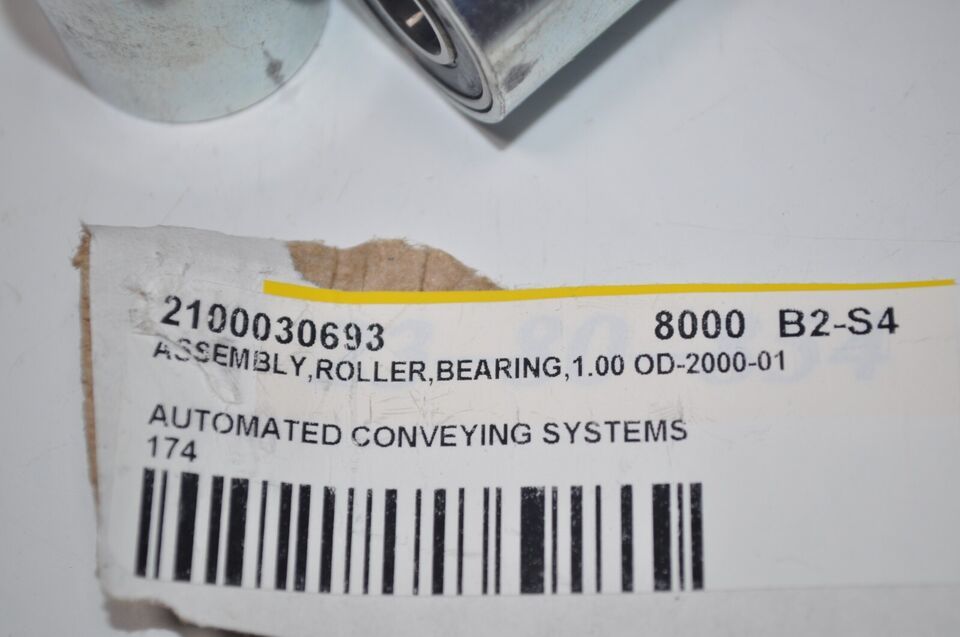 2100030693 8000 B2-S4
ASSEMBLY,ROLLER,BEARING,1.00 OD-2000-01
AUTOMATED CONVEYING SYSTEMS
174